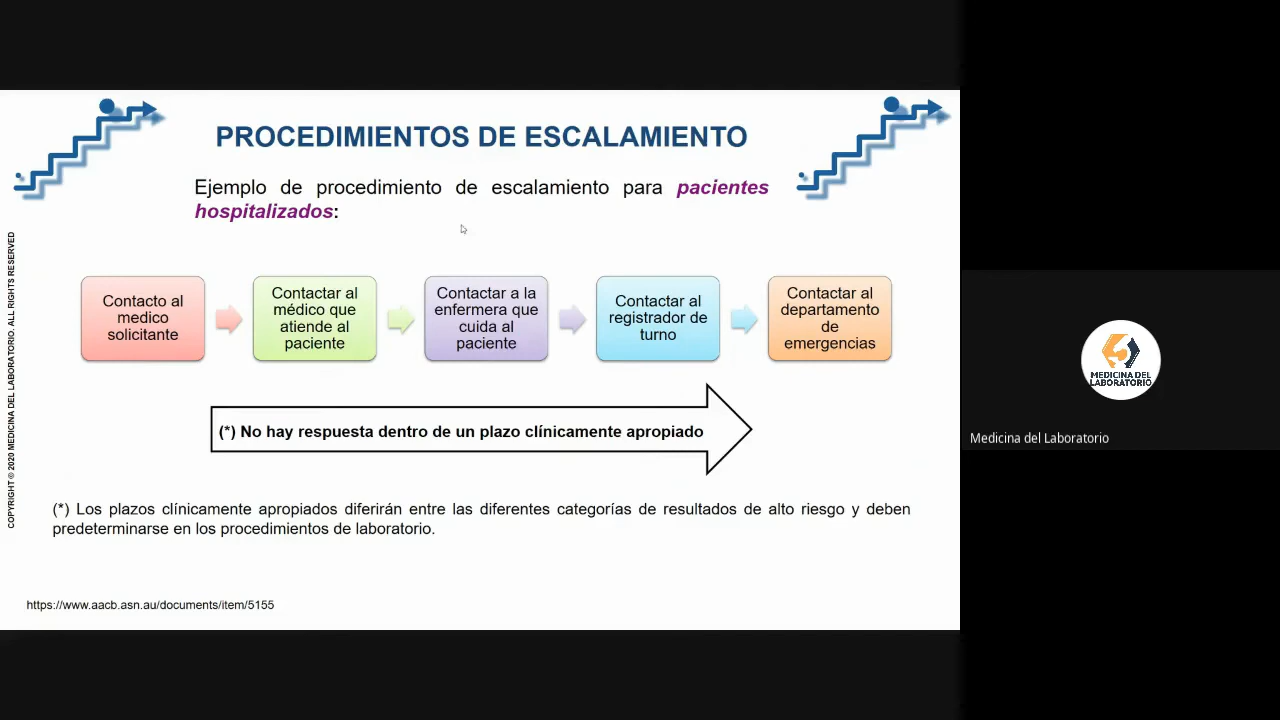 PROCEDIMIENTOS DE ESCALAMIENTO
Ejemplo de procedimiento de escalamiento para pacientes
hospitalizados:
COPYRIGHT © 2020 MEDICINA DEL LABORATORIO. ALL RIGHTS RESERVED
Contacto al
medico
solicitante
Contactar al
médico que
atiende al
paciente
Contactar a la
enfermera que
cuida al
paciente
Contactar al
registrador de
turno
Contactar al
departamento
de
emergencias
(*) No hay respuesta dentro de un plazo clínicamente apropiado
(*) Los plazos clínicamente apropiados diferirán entre las diferentes categorías de resultados de alto riesgo y deben
predeterminarse en los procedimientos de laboratorio.
https://www.aacb.asn.au/documents/item/5155
MEDICINA DEL
LABORATORIO
Medicina del Laboratorio